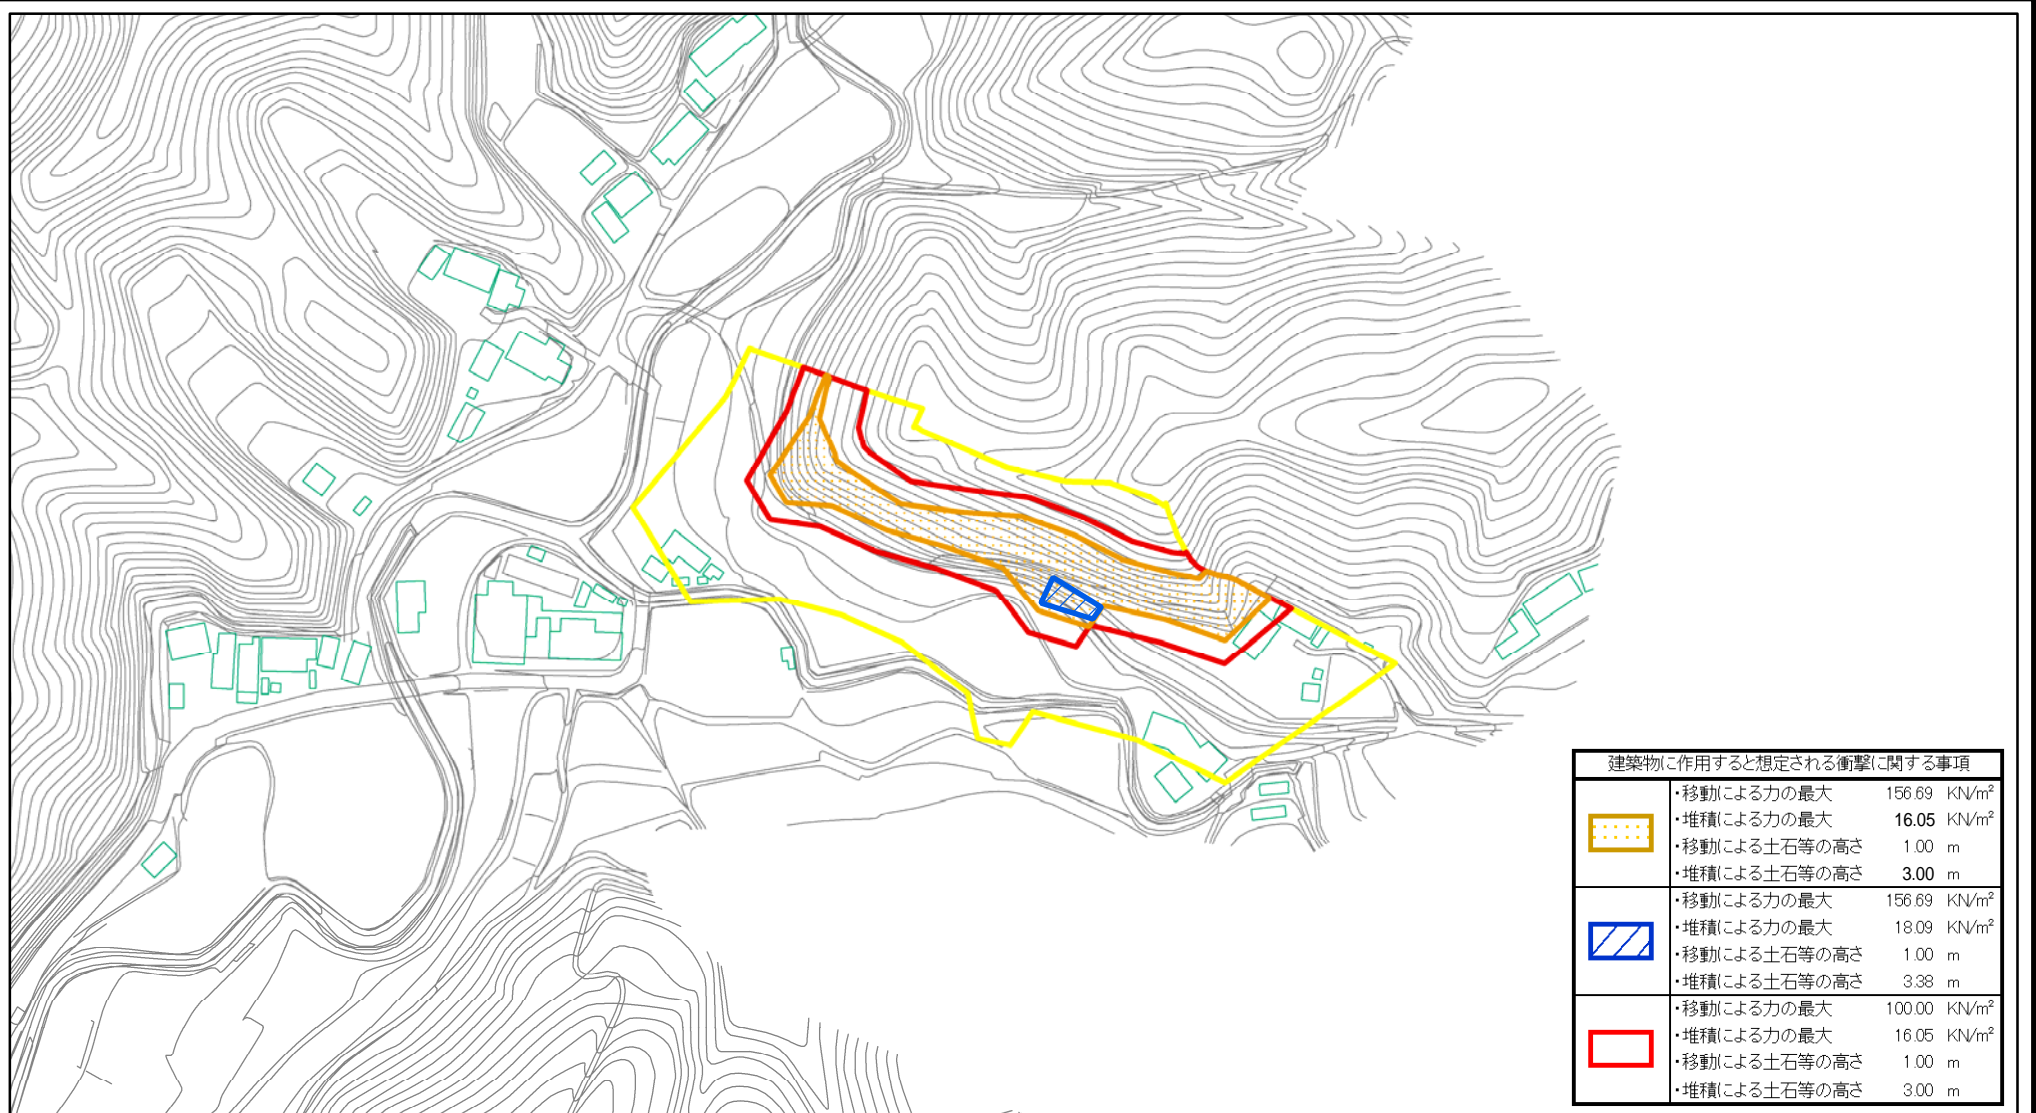 建築物に作用すると想定される衝撃に関する事項
・移動による力の最大 156.69 KN/m²
・堆積による力の最大 16.05 KN/m²
・移動による土石等の高さ 1.00 m
・堆積による土石等の高さ 3.00 m
・移動による力の最大 156.69 KN/m²
・堆積による力の最大 18.09 KN/m²
・移動による土石等の高さ 1.00 m
・堆積による土石等の高さ 3.38 m
・移動による力の最大 100.00 KN/m²
・堆積による力の最大 16.05 KN/m²
・移動による土石等の高さ 1.00 m
・堆積による土石等の高さ 3.00 m